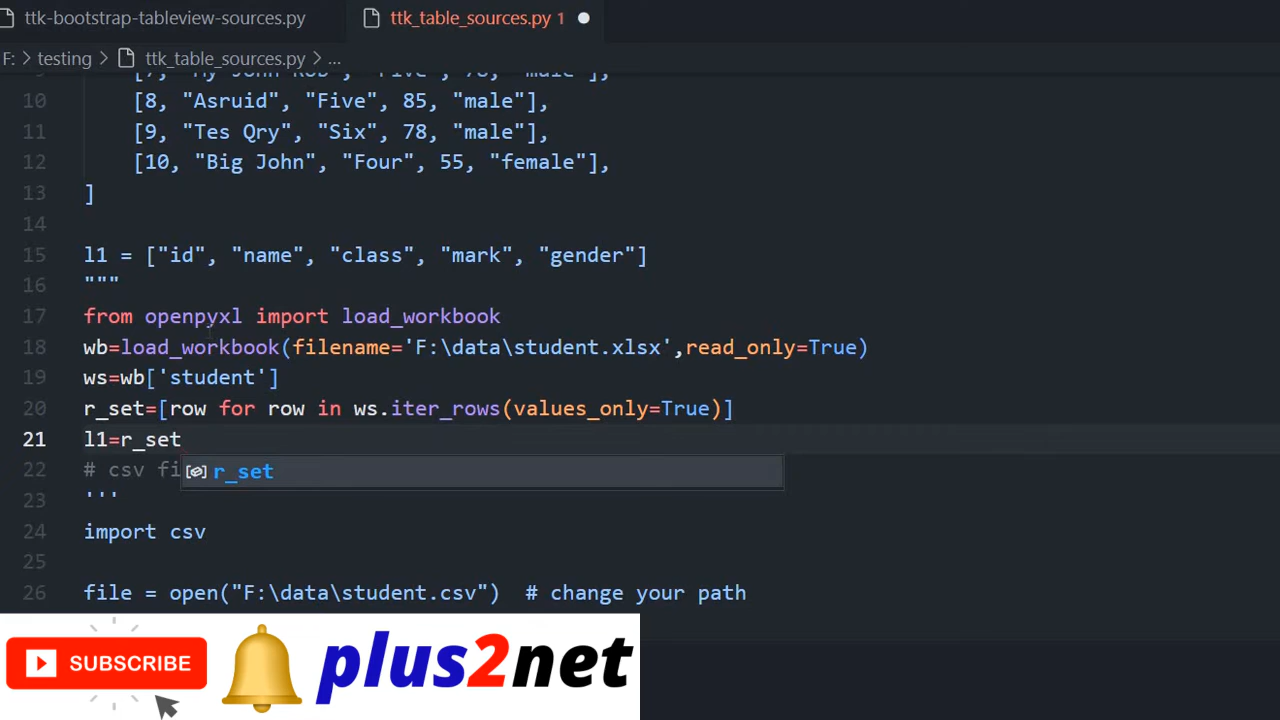 ttk-bootstrap-tableview-sources.py ttk_table_sources.py 1
F: > testing > ttk_table_sources.py > ...
10 [8, "Asruid", "Five", 85, "male"],
11 [9, "Tes Qry", "Six", 78, "male"],
12 [10, "Big John", "Four", 55, "female"],
13 ]
14
15 l1 = ["id", "name", "class", "mark", "gender"]
16 """
17 from openpyxl import load_workbook
18 wb=load_workbook(filename='F:\data\student.xlsx',read_only=True)
19 ws=wb['student']
20 r_set=[row for row in ws.iter_rows(values_only=True)]
21 l1=r_set
r_set
22 # csv fi
23 '''
24 import csv
25
26 file = open("F:\data\student.csv")  # change your path
SUBSCRIBE plus2net